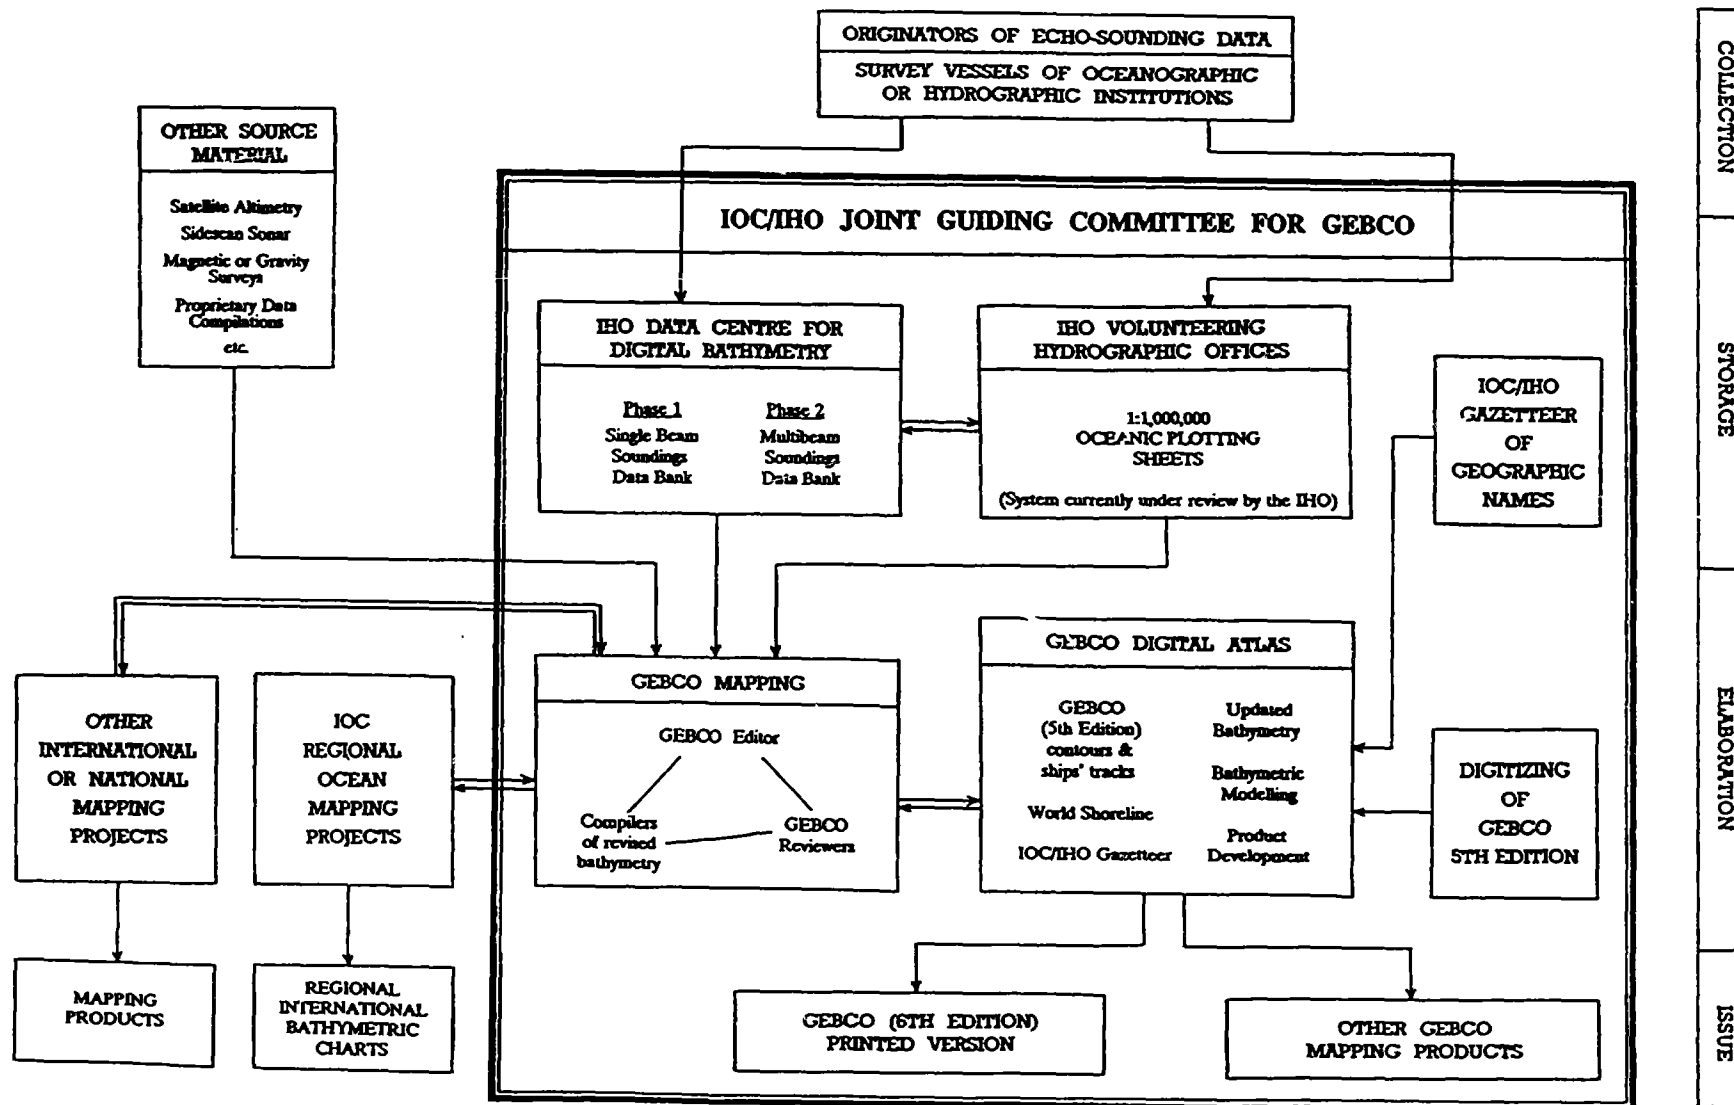 ORIGINATORS OF ECHO-SOUNDING DATA
SURVEY VESSELS OF OCEANOGRAPHIC
OR HYDROGRAPHIC INSTITUTIONS
OTHER SOURCE
MATERIAL
Satellite Altimetry
Sidescan Sonar
Magnetic or Gravity
Surveys
Proprietary Data
Compilations
etc.
IOC/IHO JOINT GUIDING COMMITTEE FOR GEBCO
IHO DATA CENTRE FOR
DIGITAL BATHYMETRY
Phase 1
Single Beam
Soundings
Data Bank
Phase 2
Multibeam
Soundings
Data Bank
IHO VOLUNTEERING
HYDROGRAPHIC OFFICES
1:1,000,000
OCEANIC PLOTTING
SHEETS
(System currently under review by the IHO)
IOC/IHO
GAZETTEER
OF
GEOGRAPHIC
NAMES
OTHER
INTERNATIONAL
OR NATIONAL
MAPPING
PROJECTS
IOC
REGIONAL
OCEAN
MAPPING
PROJECTS
GEBCO MAPPING
GEBCO Editor
Compilers
of revised
bathymetry
GEBCO
Reviewers
GEBCO DIGITAL ATLAS
GEBCO
(5th Edition)
contours &
ships' tracks
World Shoreline
IOC/IHO Gazetteer
Updated
Bathymetry
Bathymetric
Modelling
Product
Development
DIGITIZING
OF
GEBCO
5TH EDITION
MAPPING
PRODUCTS
REGIONAL
INTERNATIONAL
BATHYMETRIC
CHARTS
GEBCO (6TH EDITION)
PRINTED VERSION
OTHER GEBCO
MAPPING PRODUCTS
COLLECTION
STORAGE
ELABORATION
ISSUE